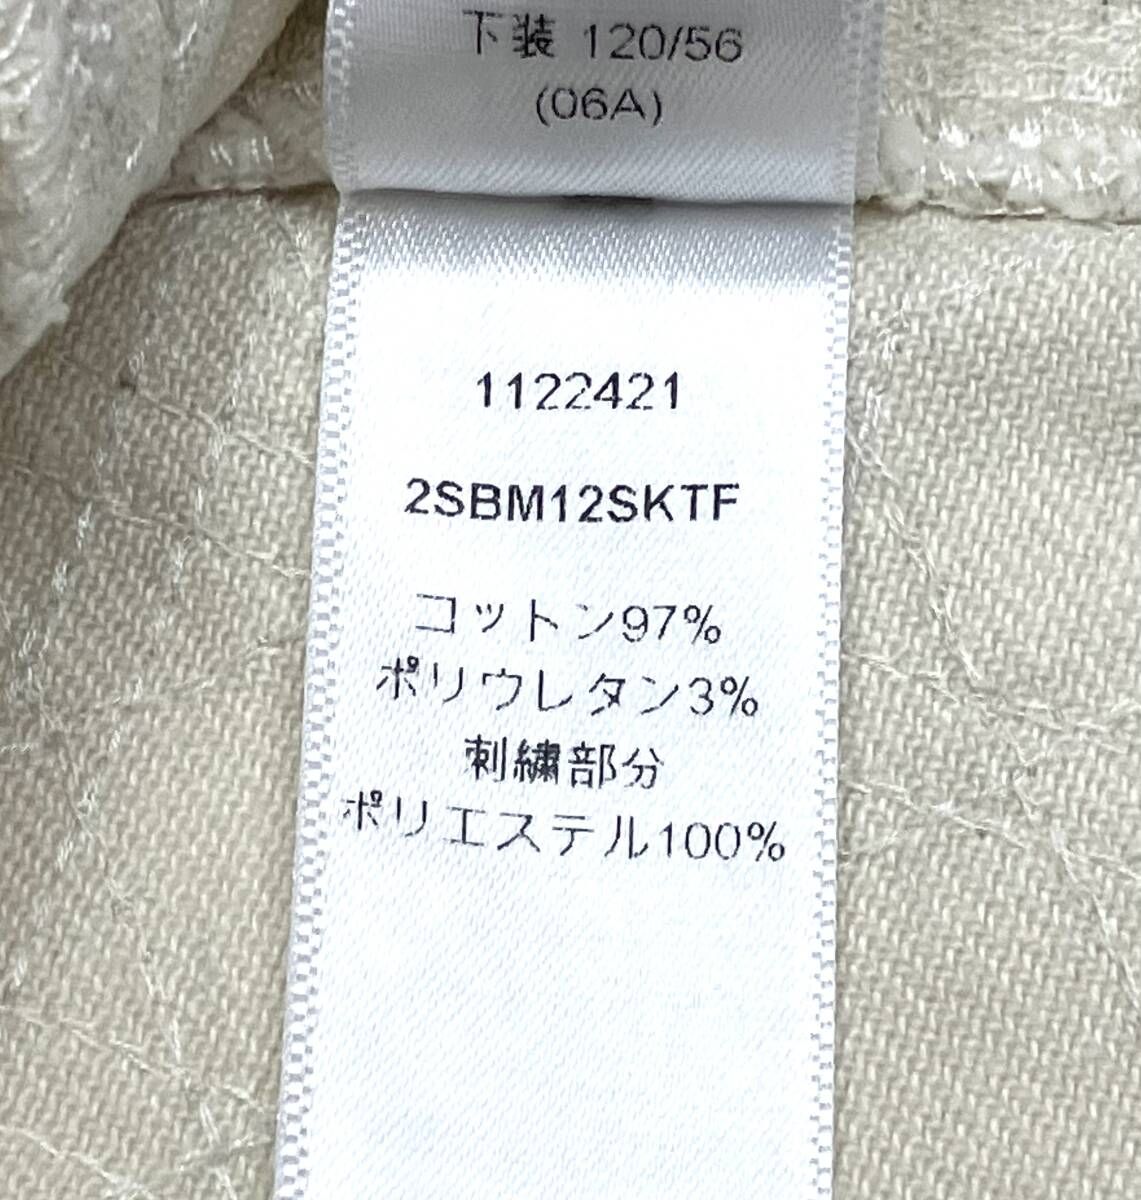 下装 120/56
(06A)
1122421
2SBM12SKTF
コットン97%
ポリウレタン3%
刺繍部分
ポリエステル100%